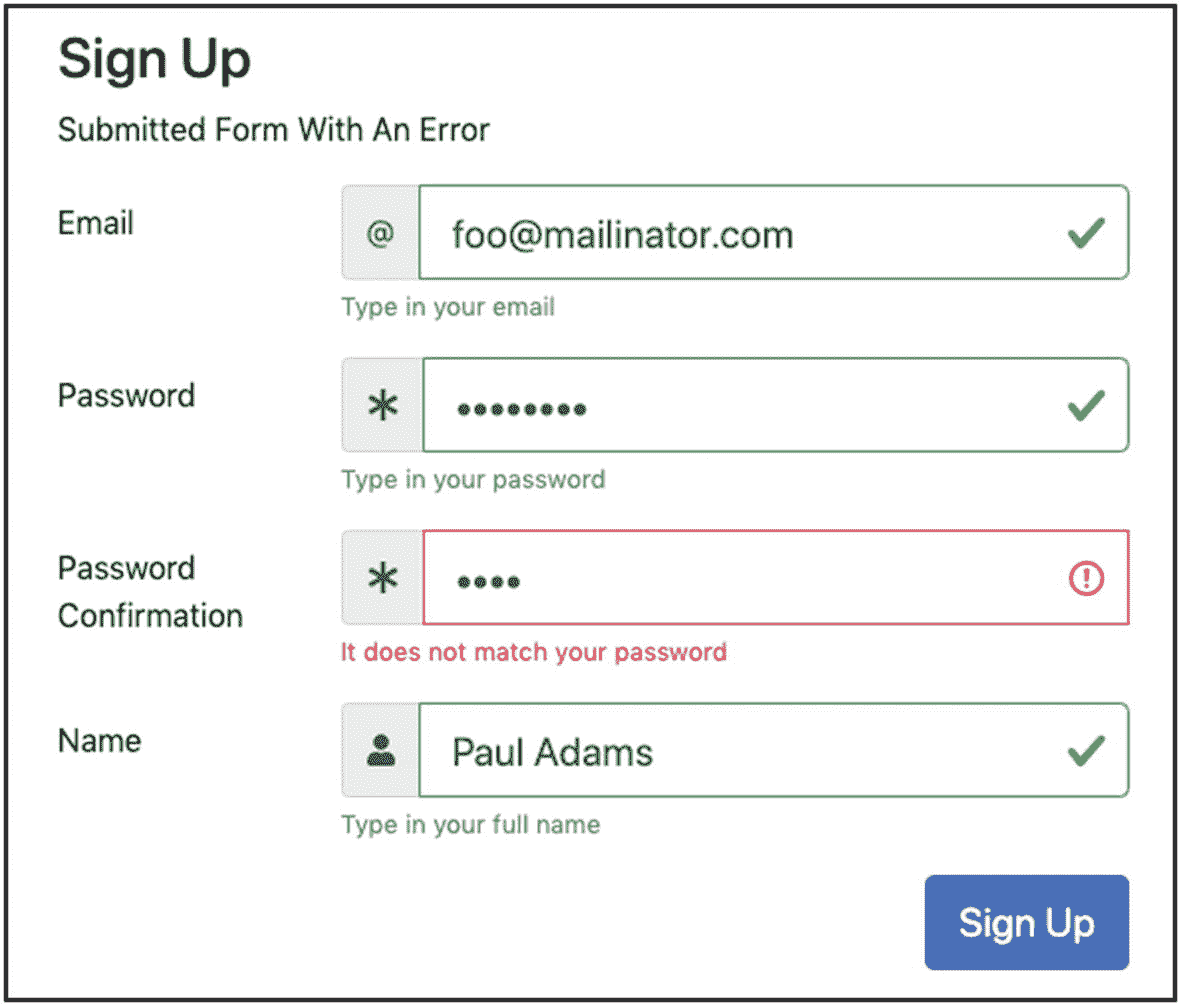 Sign Up
Submitted Form With An Error
Email
@ foo@mailinator.com
Type in your email
Password
* ••••••••
Type in your password
Password
Confirmation
* ••••
It does not match your password
Name
Paul Adams
Type in your full name
Sign Up